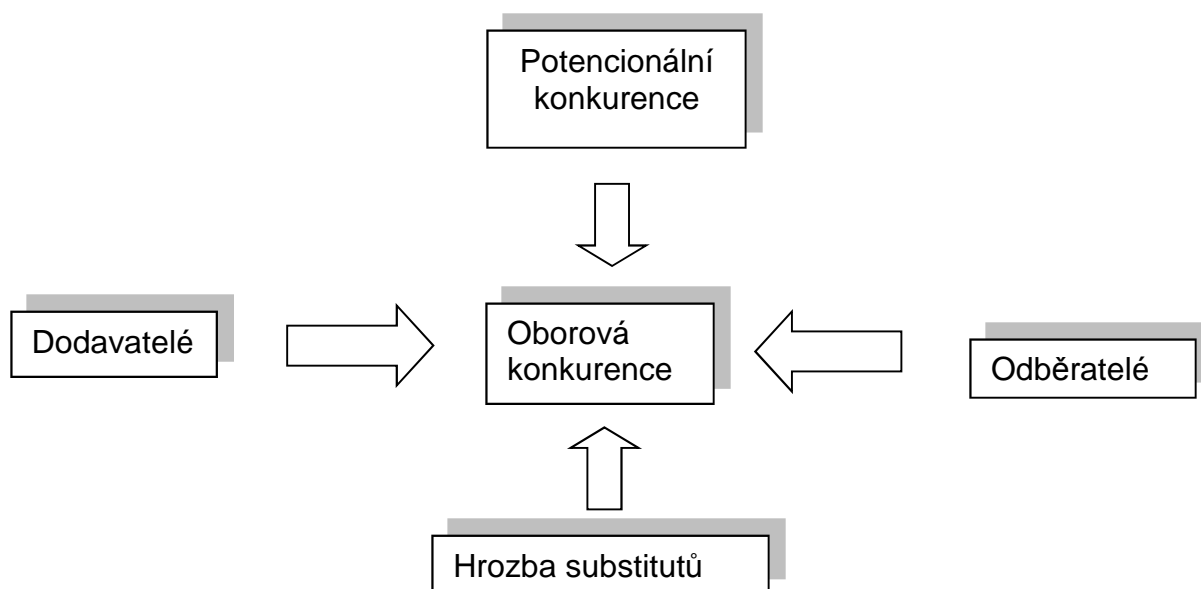 Potencionální
konkurence
Dodavatelé
Oborová
konkurence
Odběratelé
Hrozba substitutů